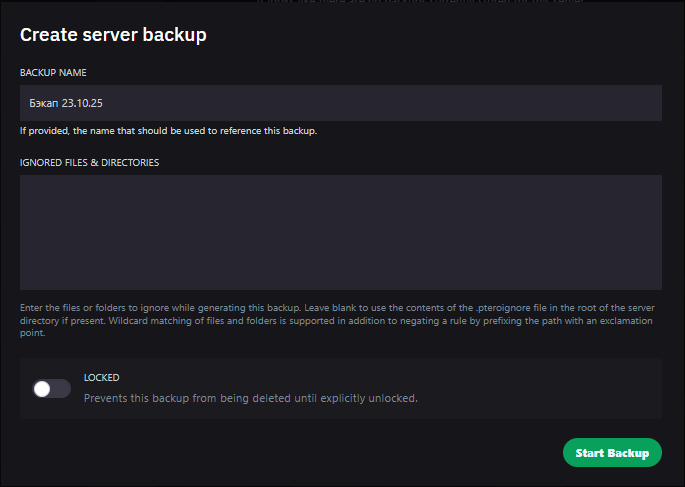 Create server backup
BACKUP NAME
Бэкап 23.10.25
If provided, the name that should be used to reference this backup.
IGNORED FILES & DIRECTORIES
Enter the files or folders to ignore while generating this backup. Leave blank to use the contents of the .pteroignore file in the root of the server
directory if present. Wildcard matching of files and folders is supported in addition to negating a rule by prefixing the path with an exclamation
point.
LOCKED
Prevents this backup from being deleted until explicitly unlocked.
Start Backup